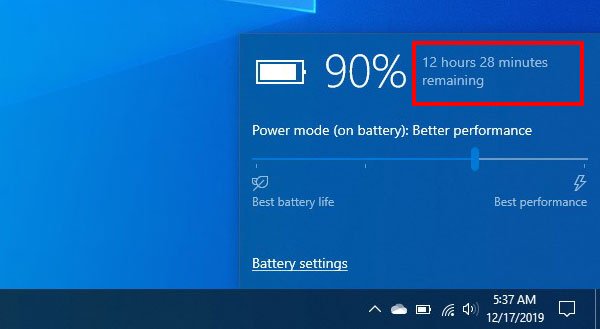 90%
12 hours 28 minutes
remaining
Power mode (on battery): Better performance
Best battery life
Best performance
Battery settings
5:37 AM
12/17/2019